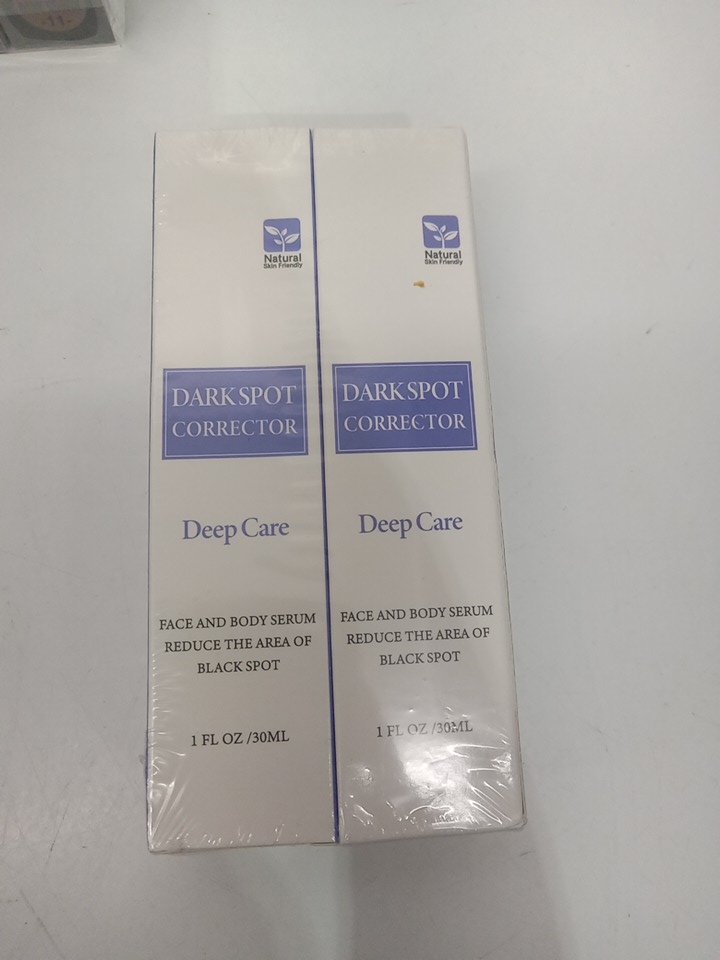 -11-
Natural
Skin Friendly
DARK SPOT
CORRECTOR
Deep Care
FACE AND BODY SERUM
REDUCE THE AREA OF
BLACK SPOT
1 FL OZ /30ML
Natural
Skin Friendly
DARK SPOT
CORRECTOR
Deep Care
FACE AND BODY SERUM
REDUCE THE AREA OF
BLACK SPOT
1 FL OZ /30ML